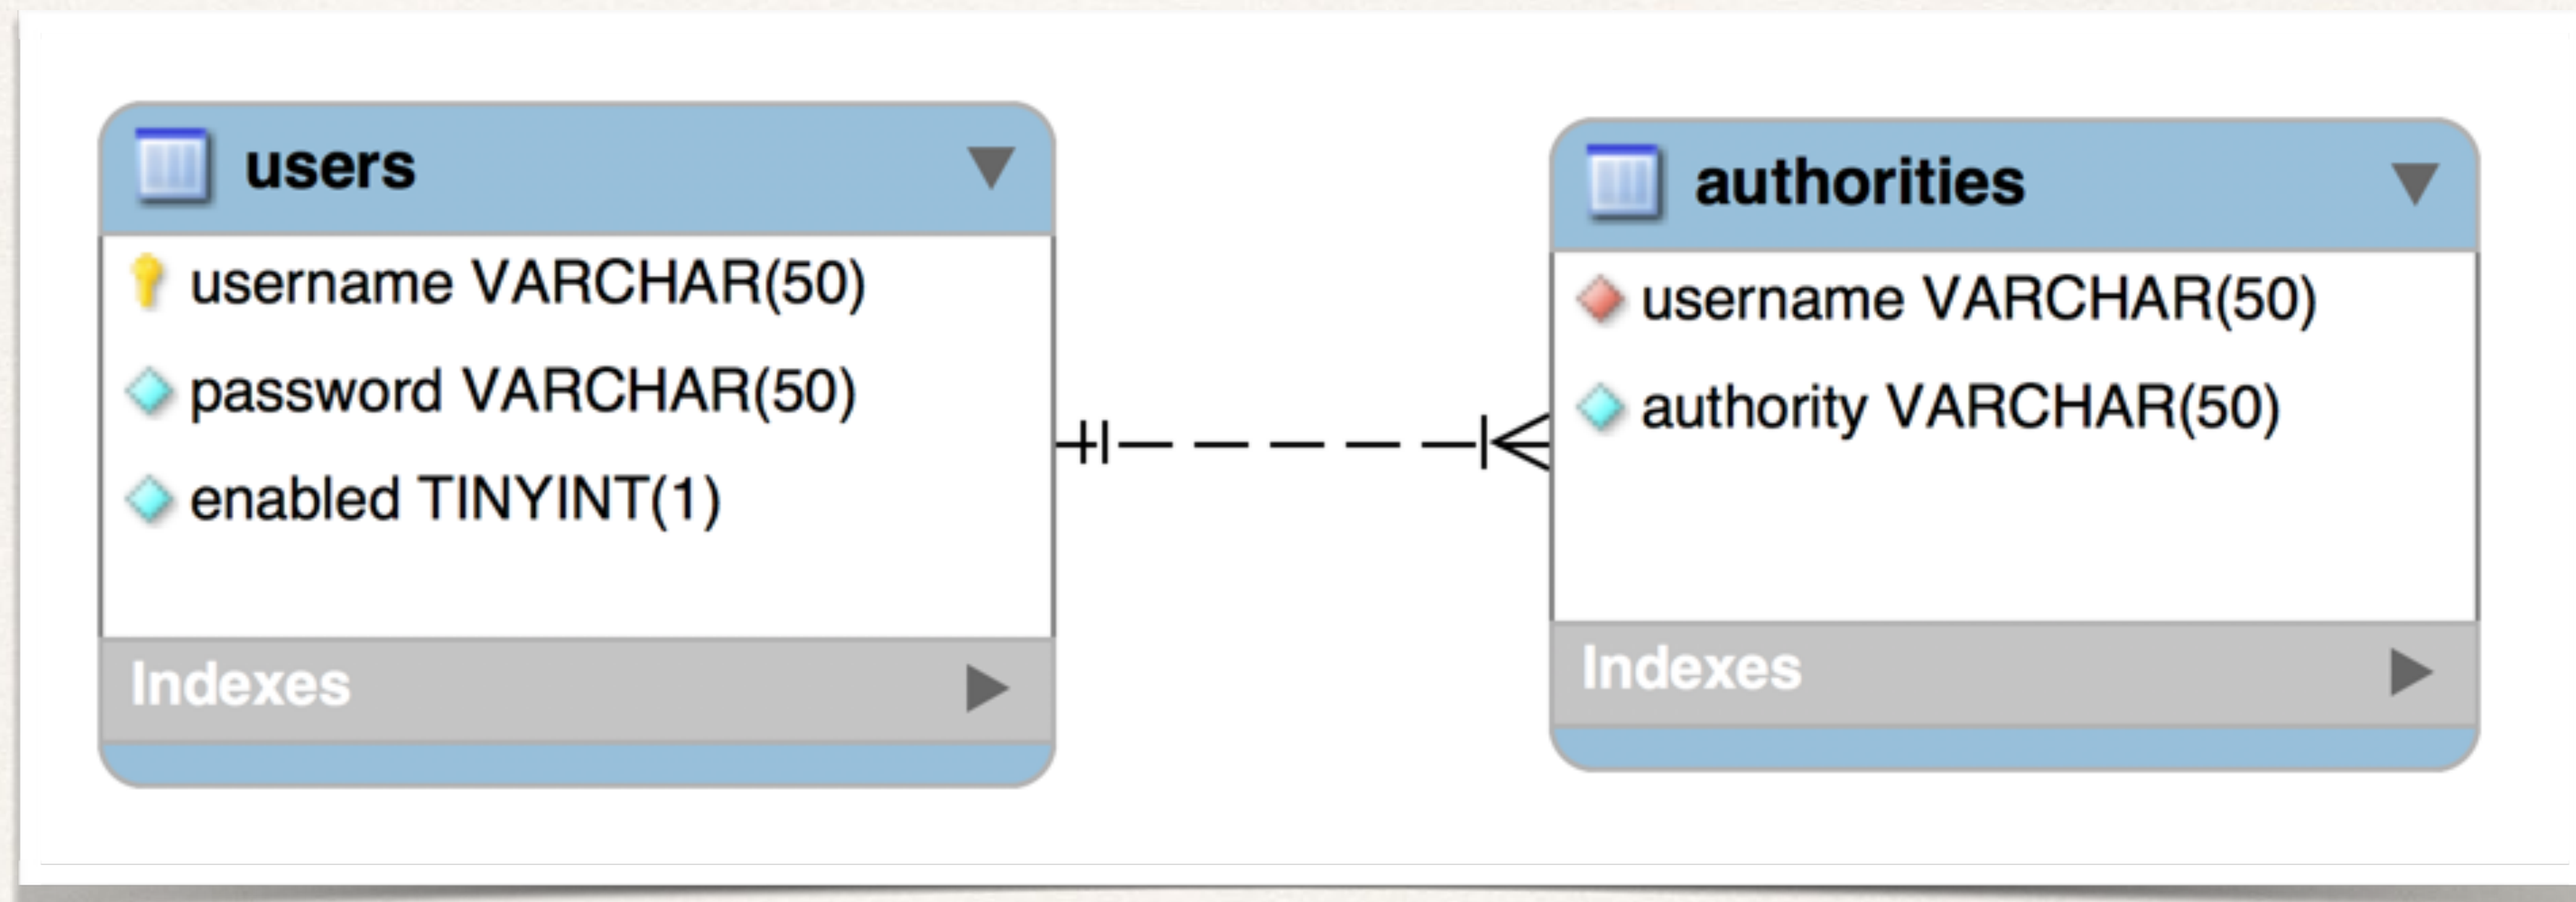 users
username VARCHAR(50)
password VARCHAR(50)
enabled TINYINT(1)
Indexes
authorities
username VARCHAR(50)
authority VARCHAR(50)
Indexes